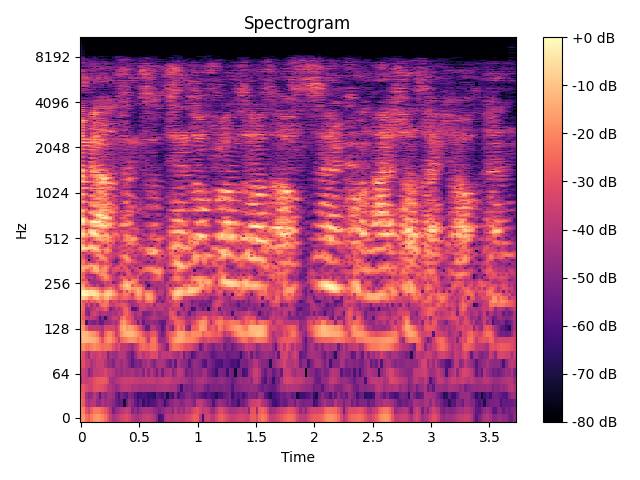 Spectrogram
8192
4096
2048
1024
512
256
128
64
0
Hz
0
0.5
1
1.5
2
2.5
3
3.5
Time
+0 dB
-10 dB
-20 dB
-30 dB
-40 dB
-50 dB
-60 dB
-70 dB
-80 dB